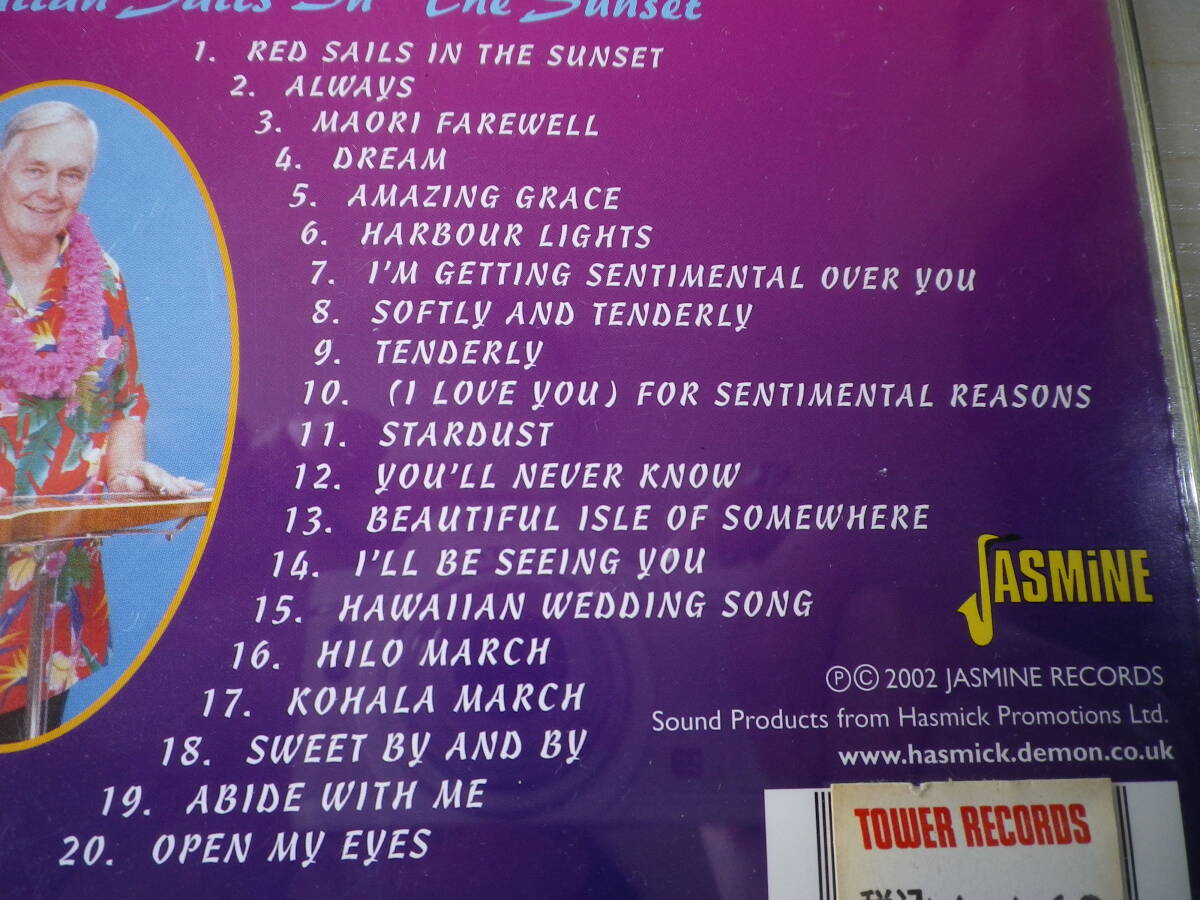 Sails In The Sunset
1. RED SAILS IN THE SUNSET
2. ALWAYS
3. MAORI FAREWELL
4. DREAM
5. AMAZING GRACE
6. HARBOUR LIGHTS
7. I'M GETTING SENTIMENTAL OVER YOU
8. SOFTLY AND TENDERLY
9. TENDERLY
10. (I LOVE YOU) FOR SENTIMENTAL REASONS
11. STARDUST
12. YOU'LL NEVER KNOW
13. BEAUTIFUL ISLE OF SOMEWHERE
14. I'LL BE SEEING YOU
15. HAWAIIAN WEDDING SONG
16. HILO MARCH
17. KOHALA MARCH
18. SWEET BY AND BY
19. ABIDE WITH ME
20. OPEN MY EYES
JASMiNE
℗© 2002 JASMINE RECORDS
Sound Products from Hasmick Promotions Ltd.
www.hasmick.demon.co.uk
TOWER RECORDS